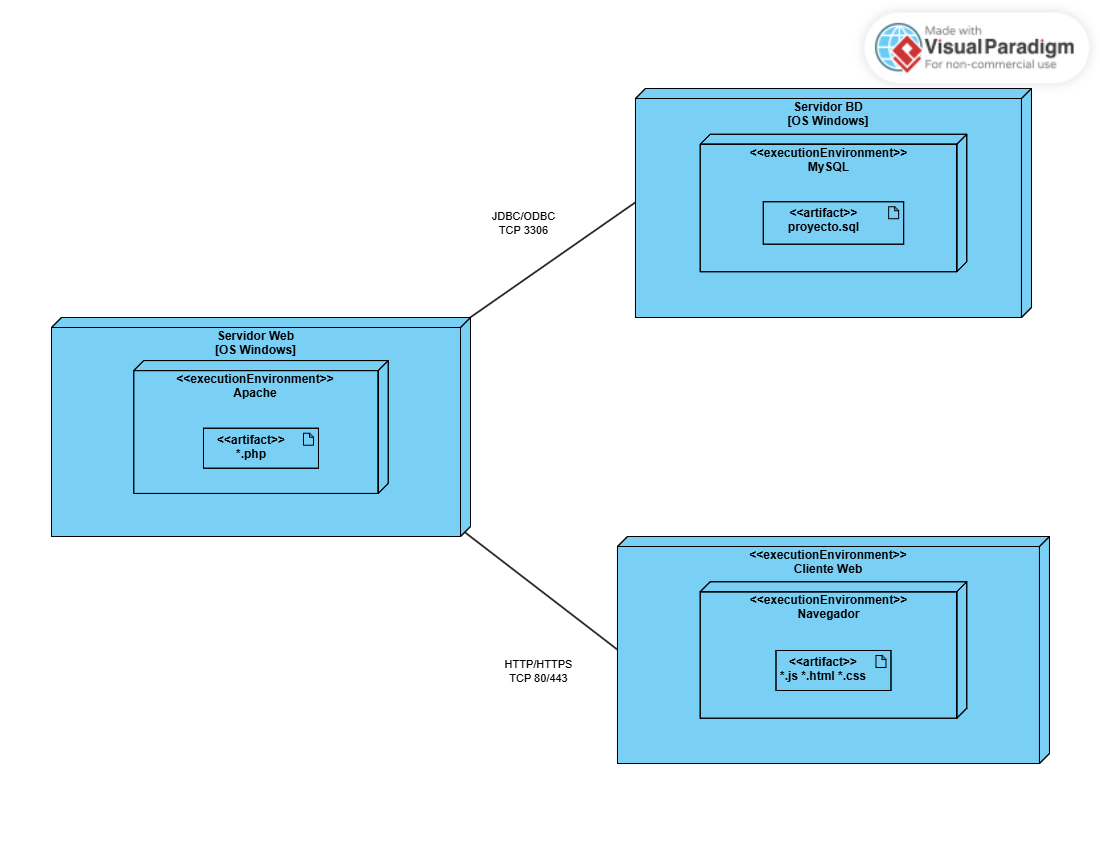 Made with
Visual Paradigm
For non-commercial use
Servidor BD
[OS Windows]
<<executionEnvironment>>
MySQL
<<artifact>>
proyecto.sql
JDBC/ODBC
TCP 3306
Servidor Web
[OS Windows]
<<executionEnvironment>>
Apache
<<artifact>>
*.php
<<executionEnvironment>>
Cliente Web
<<executionEnvironment>>
Navegador
<<artifact>>
*.js *.html *.css
HTTP/HTTPS
TCP 80/443